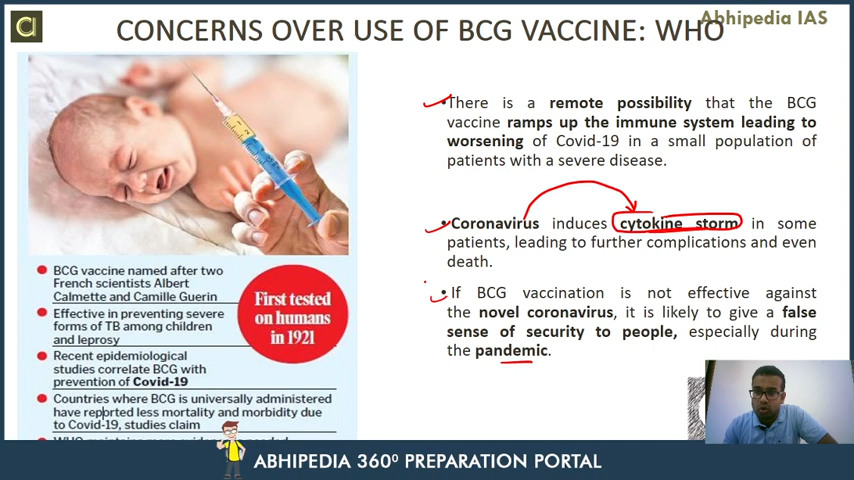 CONCERNS OVER USE OF BCG VACCINE: WHO
Abhipedia IAS
BCG vaccine named after two
French scientists Albert
Calmette and Camille Guerin
Effective in preventing severe
forms of TB among children
and leprosy
Recent epidemiological
studies correlate BCG with
prevention of Covid-19
Countries where BCG is universally administered
have reported less mortality and morbidity due
to Covid-19, studies claim
First tested
on humans
in 1921
•There is a remote possibility that the BCG
vaccine ramps up the immune system leading to
worsening of Covid-19 in a small population of
patients with a severe disease.
•Coronavirus induces cytokine storm in some
patients, leading to further complications and even
death.
• If BCG vaccination is not effective against
the novel coronavirus, it is likely to give a false
sense of security to people, especially during
the pandemic.
ABHIPEDIA 360⁰ PREPARATION PORTAL